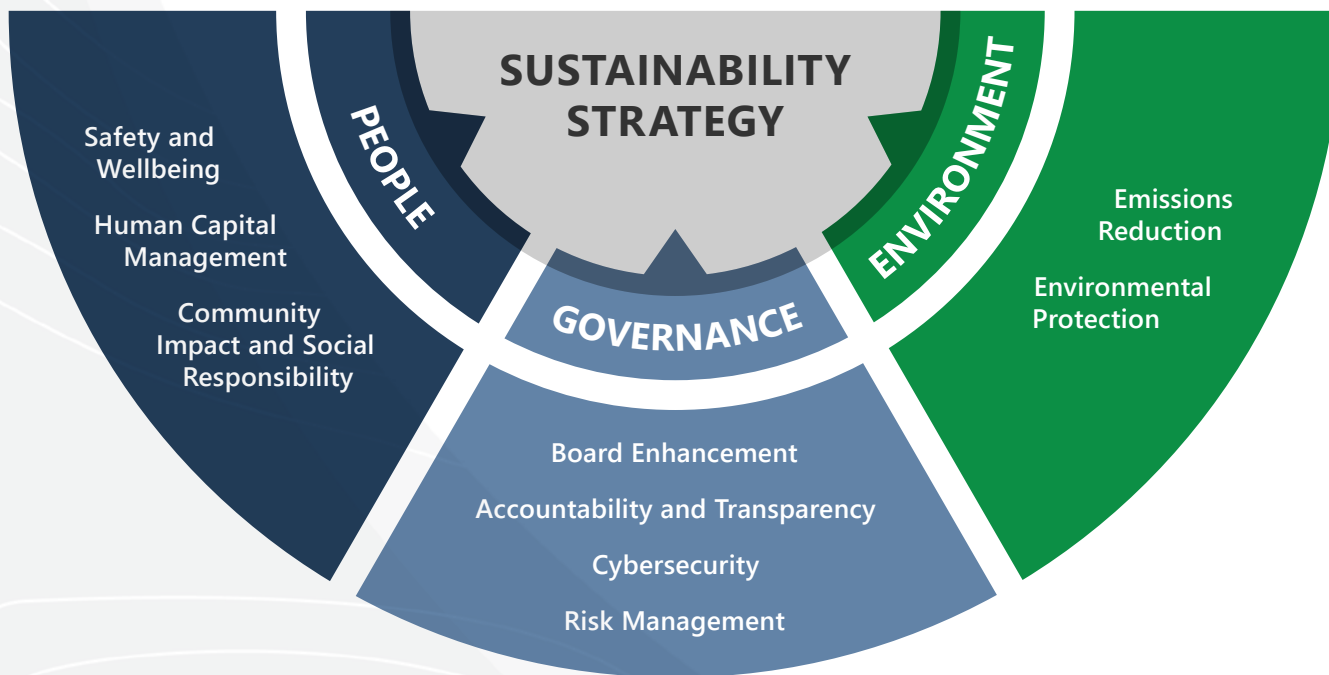 SUSTAINABILITY
STRATEGY
PEOPLE
Safety and
Wellbeing
Human Capital
Management
Community
Impact and Social
Responsibility
GOVERNANCE
Board Enhancement
Accountability and Transparency
Cybersecurity
Risk Management
ENVIRONMENT
Emissions
Reduction
Environmental
Protection